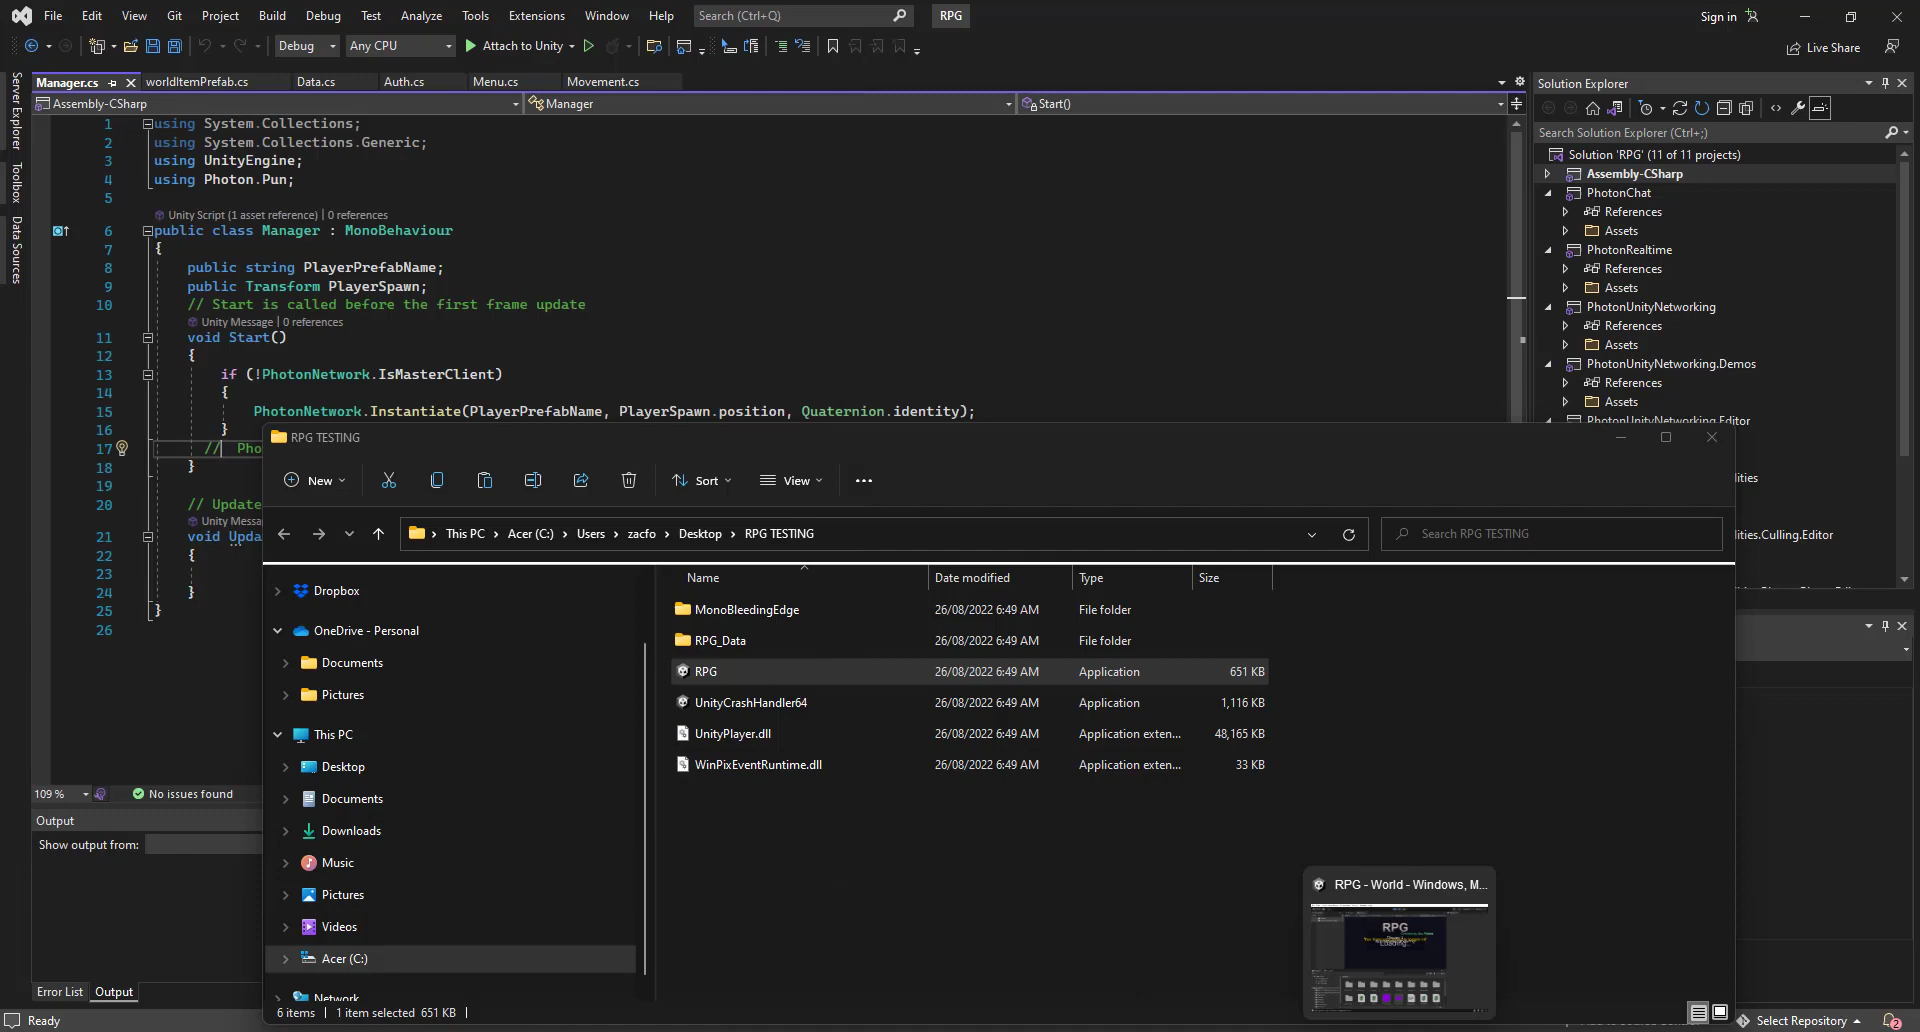 File Edit View Git Project Build Debug Test Analyze Tools Extensions Window Help Search (Ctrl+Q) RPG Sign in
Debug Any CPU Attach to Unity Live Share
Manager.cs worldItemPrefab.cs Data.cs Auth.cs Menu.cs Movement.cs
Assembly-CSharp Manager Start()
Server Explorer
Toolbox
Data Sources
1 using System.Collections;
2 using System.Collections.Generic;
3 using UnityEngine;
4 using Photon.Pun;
5
Unity Script (1 asset reference) | 0 references
6 public class Manager : MonoBehaviour
7 {
8 public string PlayerPrefabName;
9 public Transform PlayerSpawn;
10 // Start is called before the first frame update
Unity Message | 0 references
11 void Start()
12 {
13 if (!PhotonNetwork.IsMasterClient)
14 {
15 PhotonNetwork.Instantiate(PlayerPrefabName, PlayerSpawn.position, Quaternion.identity);
16 }
17 // Pho
18 }
19
20 // Update
Unity Messa
21 void Upda
22 {
23
24 }
25 }
26
109 % No issues found
Output
Show output from:
Error List Output
Ready
Solution Explorer
Search Solution Explorer (Ctrl+;)
Solution 'RPG' (11 of 11 projects)
Assembly-CSharp
PhotonChat
References
Assets
PhotonRealtime
References
Assets
PhotonUnityNetworking
References
Assets
PhotonUnityNetworking.Demos
References
Assets
PhotonUnityNetworking.Editor
ities
ities.Culling.Editor
RPG TESTING
New Sort View
This PC Acer (C:) Users zacfo Desktop RPG TESTING Search RPG TESTING
Dropbox
OneDrive - Personal
Documents
Pictures
This PC
Desktop
Documents
Downloads
Music
Pictures
Videos
Acer (C:)
Network
Name Date modified Type Size
MonoBleedingEdge 26/08/2022 6:49 AM File folder
RPG_Data 26/08/2022 6:49 AM File folder
RPG 26/08/2022 6:49 AM Application 651 KB
UnityCrashHandler64 26/08/2022 6:49 AM Application 1,116 KB
UnityPlayer.dll 26/08/2022 6:49 AM Application exten... 48,165 KB
WinPixEventRuntime.dll 26/08/2022 6:49 AM Application exten... 33 KB
6 items 1 item selected 651 KB
RPG - World - Windows, M...
RPG
Loading...
Select Repository
2